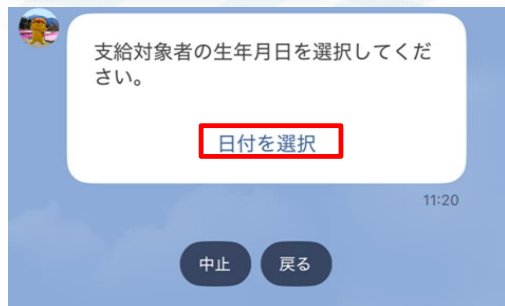 支給対象者の生年月日を選択してくだ
さい。
日付を選択
11:20
中止 戻る